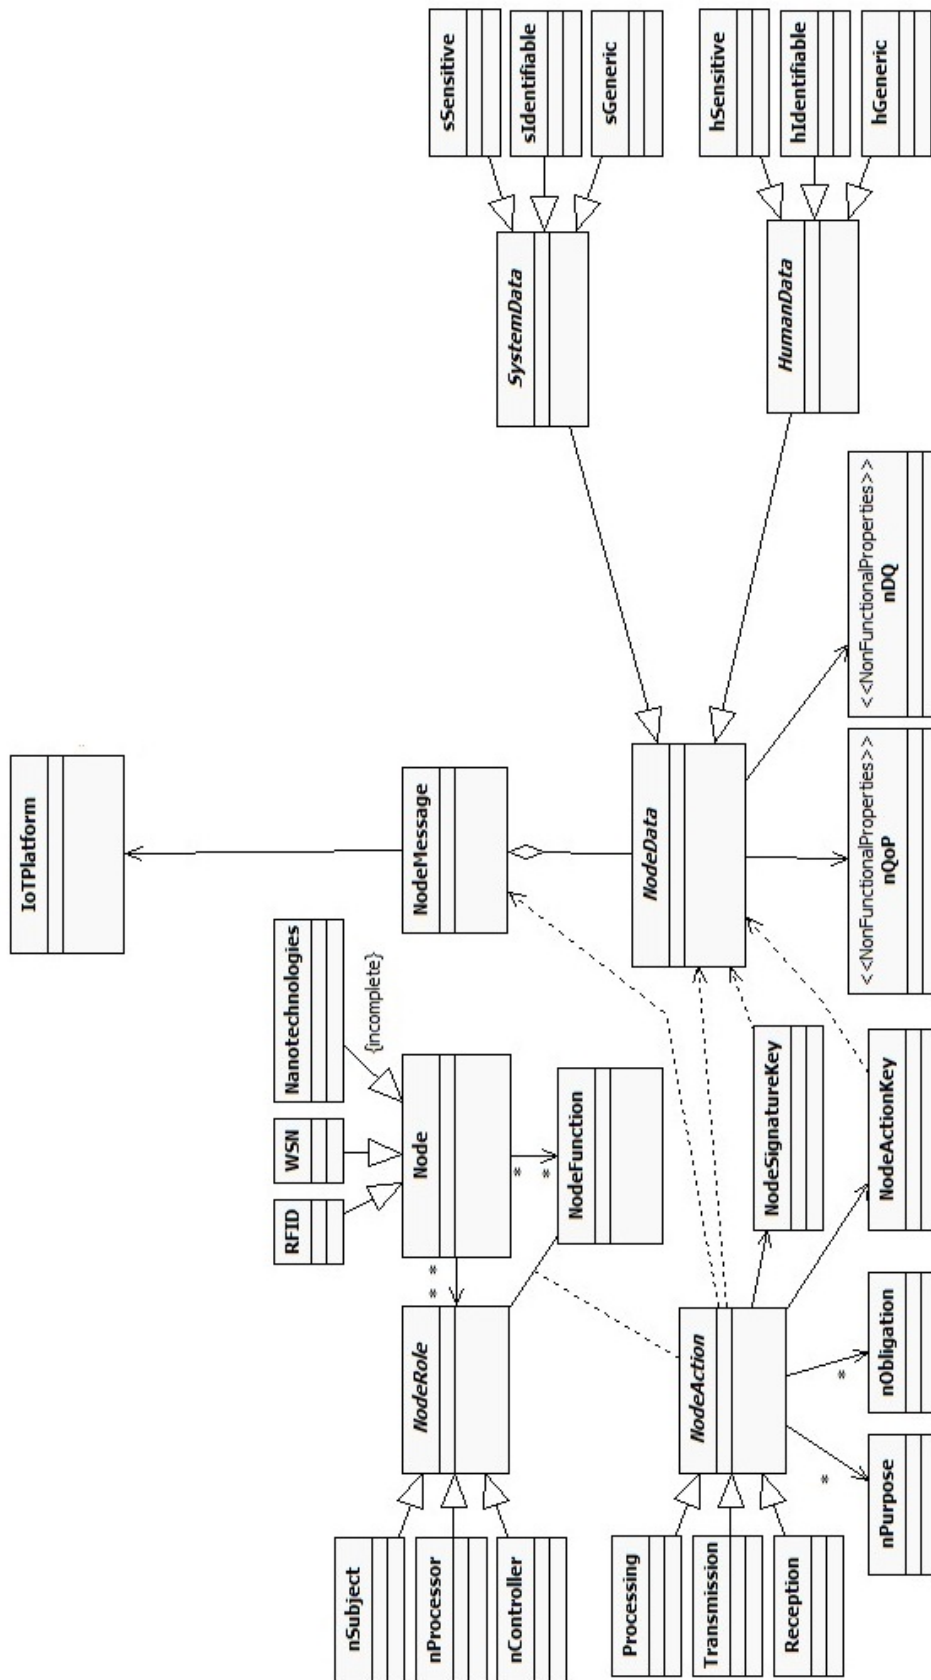 nSubject
nProcessor
nController
NodeRole
RFID
WSN
Nanotechnologies
{incomplete}
Node
*
*
*
*
NodeFunction
IoTPlatform
NodeMessage
Processing
Transmission
Reception
NodeAction
*
*
nPurpose
nObligation
NodeSignatureKey
NodeActionKey
NodeData
<<NonFunctionalProperties>>
nQoP
<<NonFunctionalProperties>>
nDQ
SystemData
sSensitive
sIdentifiable
sGeneric
HumanData
hSensitive
hIdentifiable
hGeneric